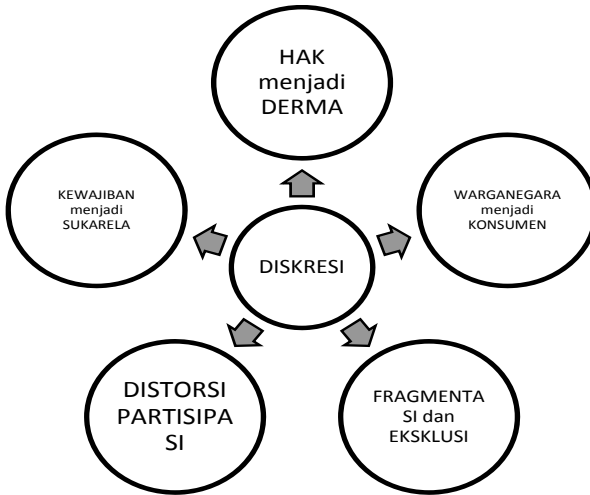 HAK
menjadi
DERMA
KEWAJIBAN
menjadi
SUKARELA
WARGANEGARA
menjadi
KONSUMEN
DISKRESI
DISTORSI
PARTISIPA
SI
FRAGMENTA
SI dan
EKSKLUSI